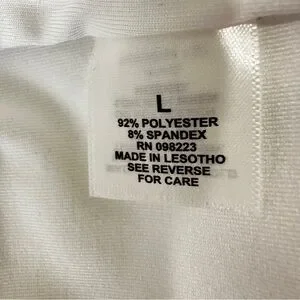 L
92% POLYESTER
8% SPANDEX
RN 098223
MADE IN LESOTHO
SEE REVERSE
FOR CARE